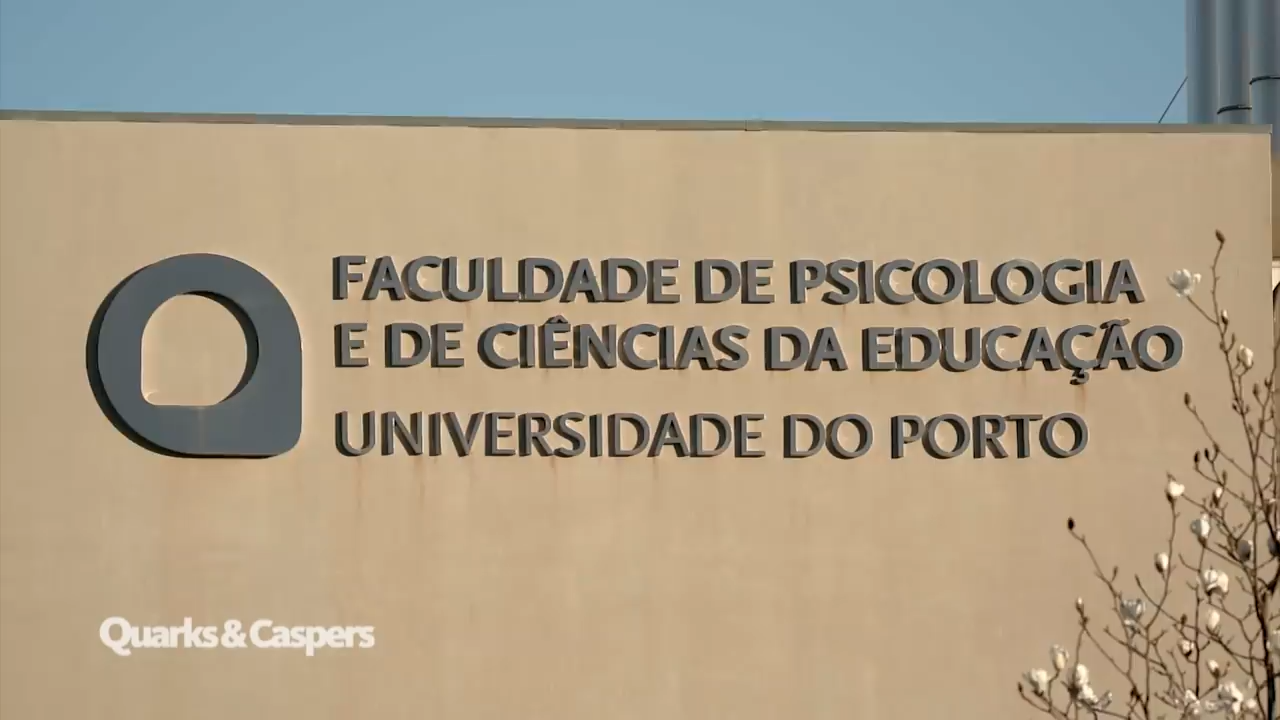 FACULDADE DE PSICOLOGIA
E DE CIÊNCIAS DA EDUCAÇÃO
UNIVERSIDADE DO PORTO
Quarks & Caspers